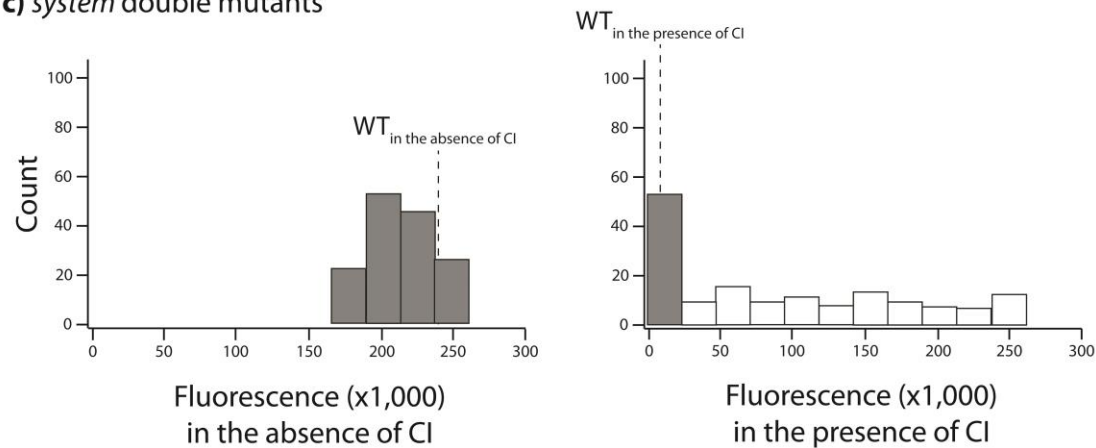 c) system double mutants
WT in the absence of CI
Count
100
80
60
40
20
0
0 50 100 150 200 250 300
Fluorescence (x1,000)
in the absence of CI
WT in the presence of CI
100
80
60
40
20
0
0 50 100 150 200 250 300
Fluorescence (x1,000)
in the presence of CI